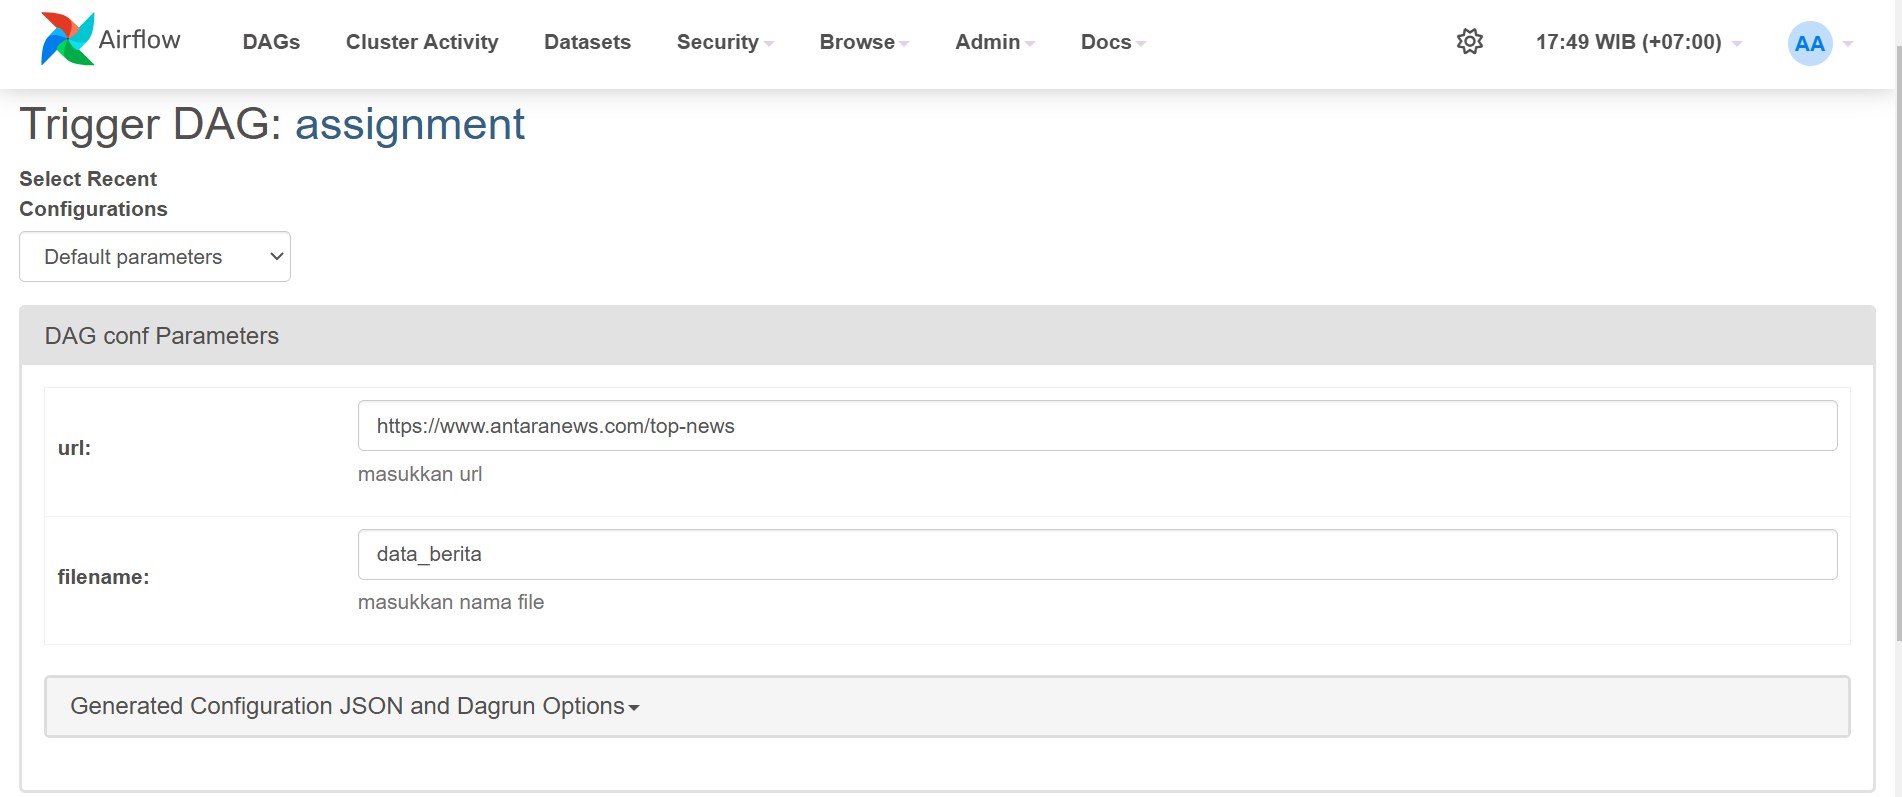 Airflow DAGs Cluster Activity Datasets Security Browse Admin Docs 17:49 WIB (+07:00) AA
Trigger DAG: assignment
Select Recent
Configurations
Default parameters
DAG conf Parameters
url:
https://www.antaranews.com/top-news
masukkan url
filename:
data_berita
masukkan nama file
Generated Configuration JSON and Dagrun Options